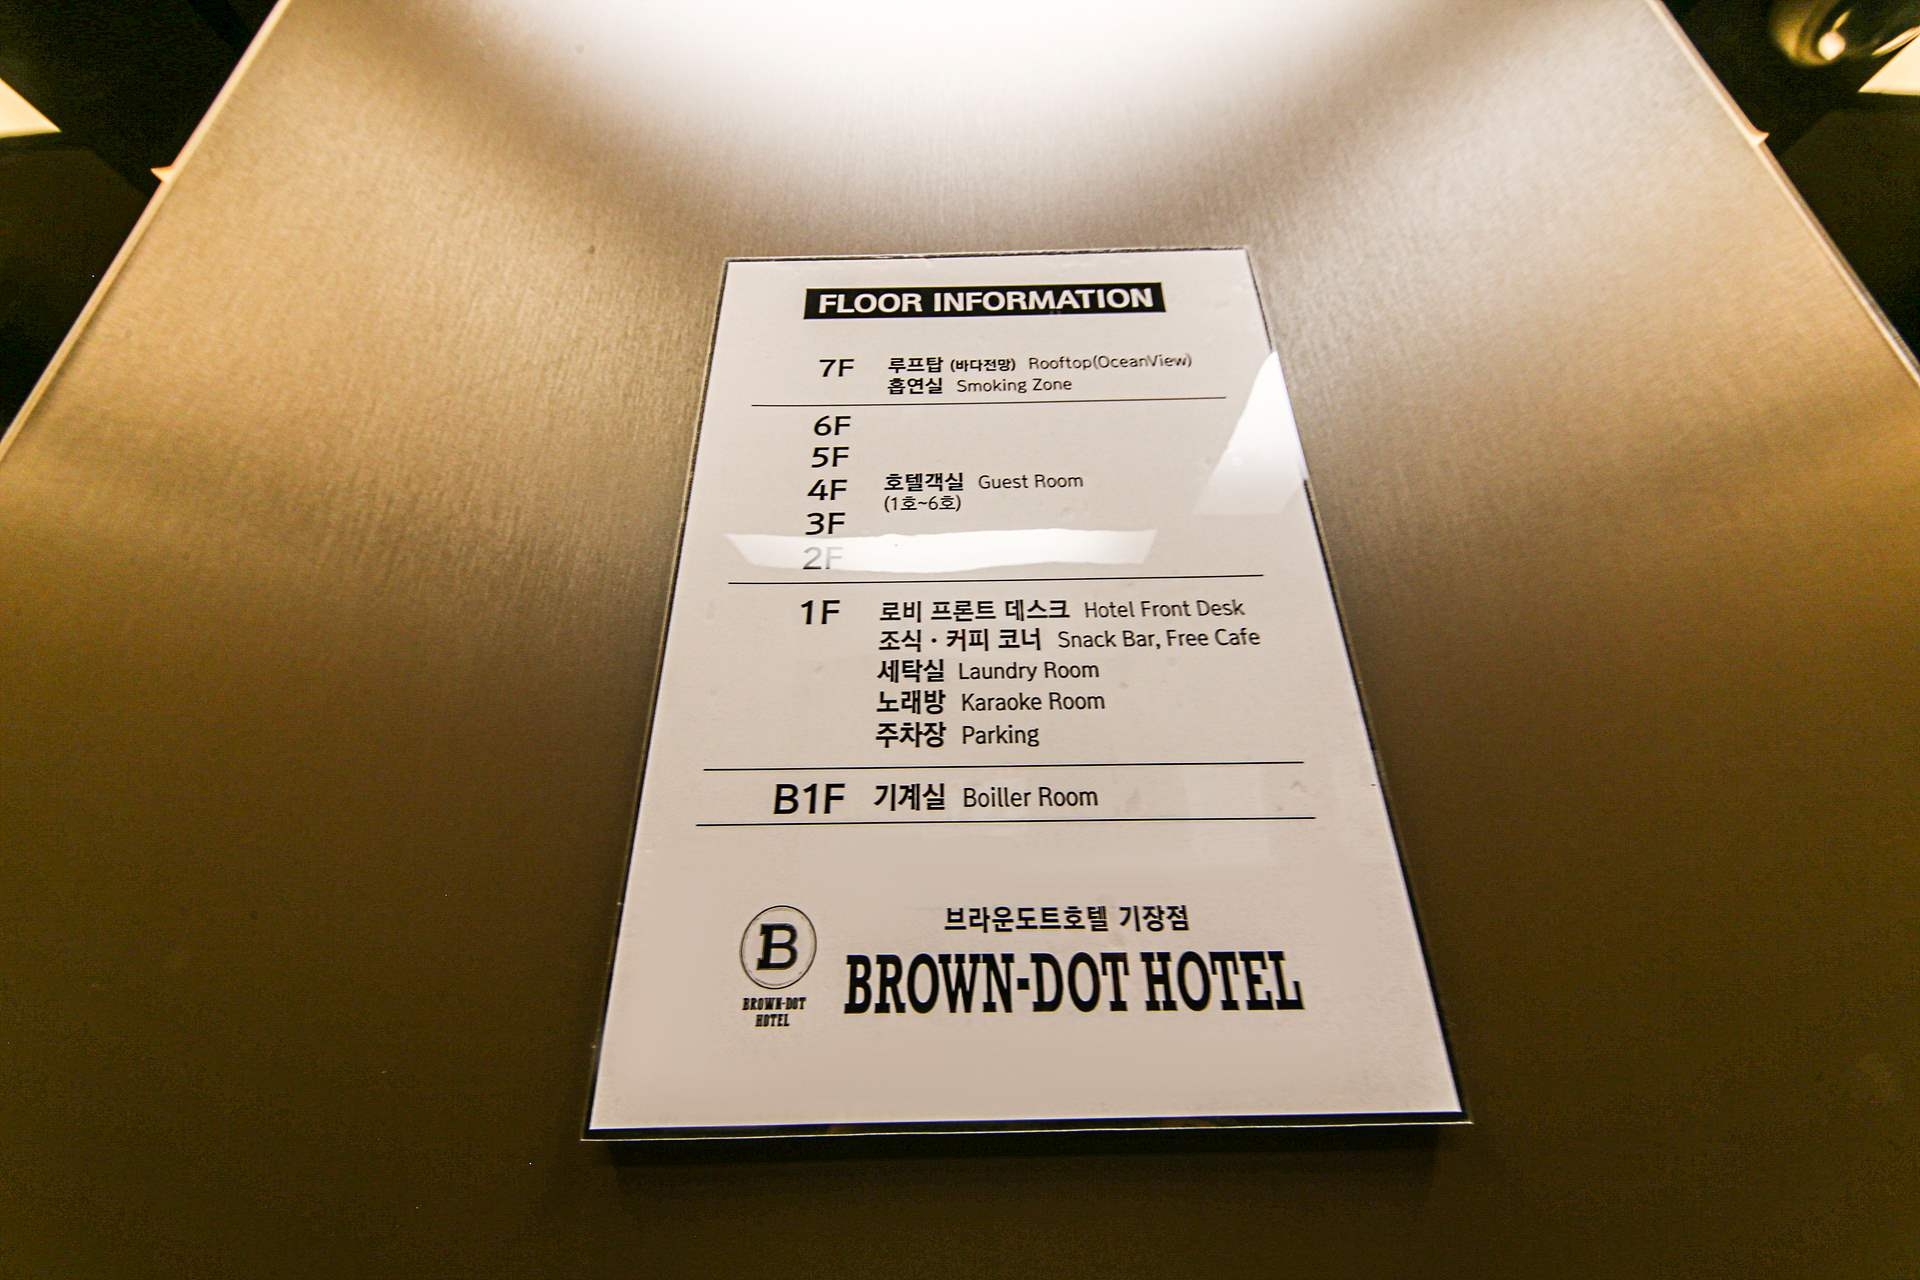 FLOOR INFORMATION
7F 루프탑 (바다전망) Rooftop(OceanView)
흡연실 Smoking Zone
6F
5F
4F 호텔객실 Guest Room
(1호~6호)
3F
2F
1F 로비 프론트 데스크 Hotel Front Desk
조식 · 커피 코너 Snack Bar, Free Cafe
세탁실 Laundry Room
노래방 Karaoke Room
주차장 Parking
B1F 기계실 Boiller Room
브라운도트호텔 기장점
BROWN-DOT HOTEL
B
BROWN-DOT
HOTEL